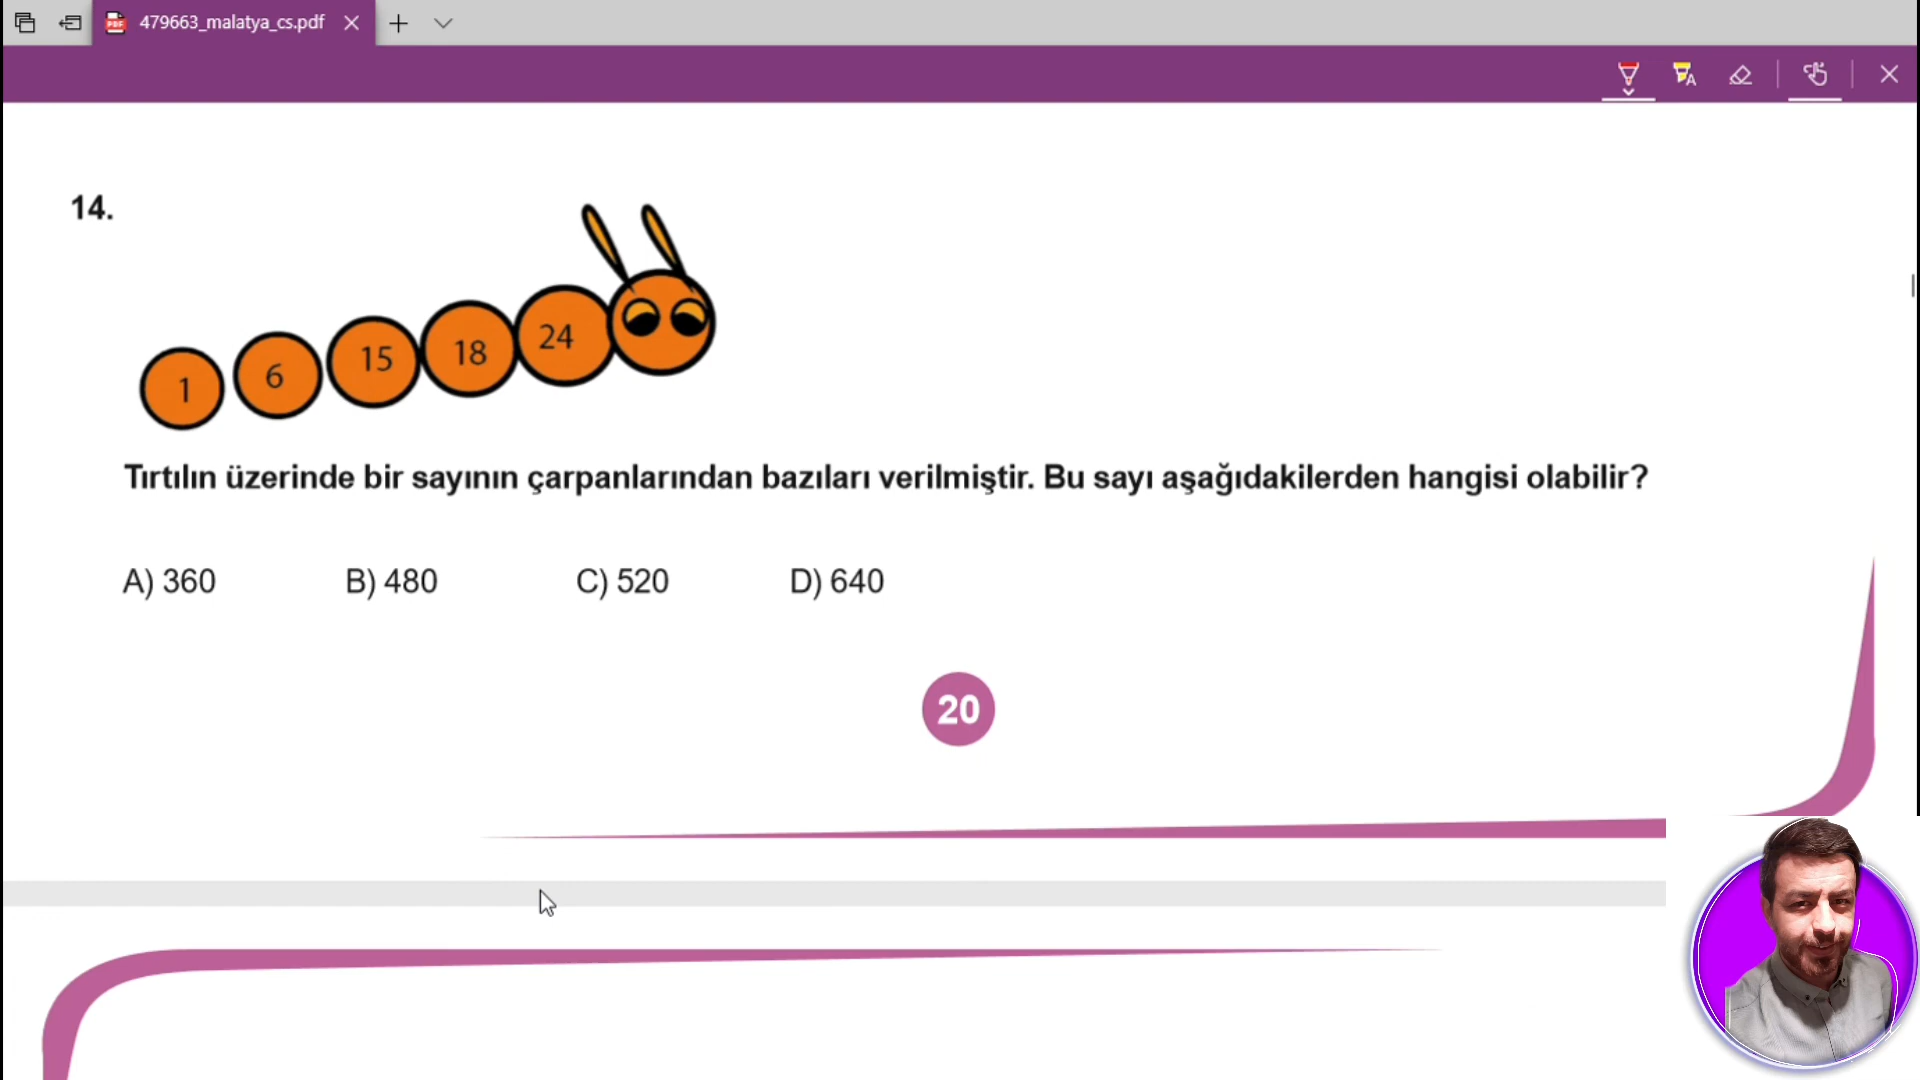 479663_malatya_cs.pdf
14.
1 6 15 18 24
Tırtılın üzerinde bir sayının çarpanlarından bazıları verilmiştir. Bu sayı aşağıdakilerden hangisi olabilir?
A) 360 B) 480 C) 520 D) 640
20